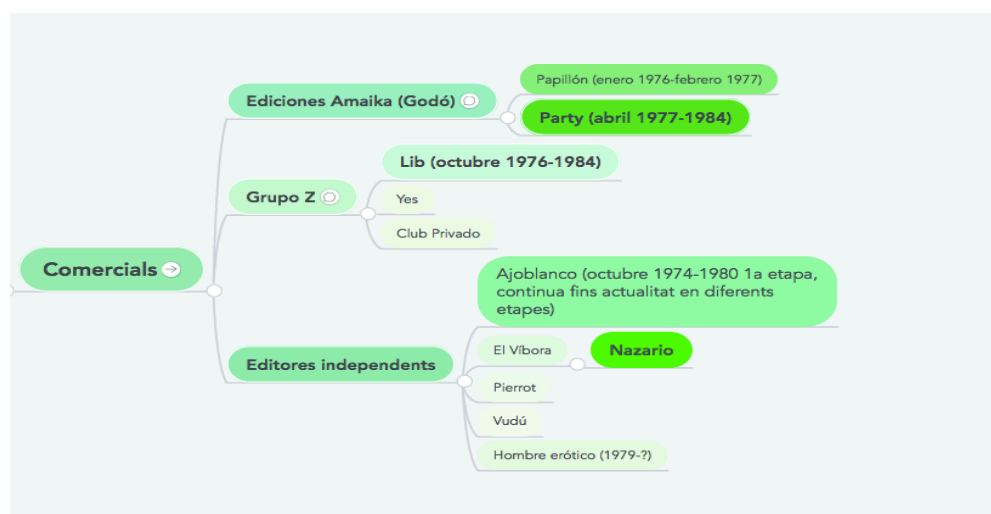 Comercials
Ediciones Amaika (Godó)
Papillón (enero 1976-febrero 1977)
Party (abril 1977-1984)
Grupo Z
Lib (octubre 1976-1984)
Yes
Club Privado
Editores independents
Ajoblanco (octubre 1974-1980 1a etapa,
continua fins actualitat en diferents
etapes)
El Víbora
Nazario
Pierrot
Vudú
Hombre erótico (1979-?)